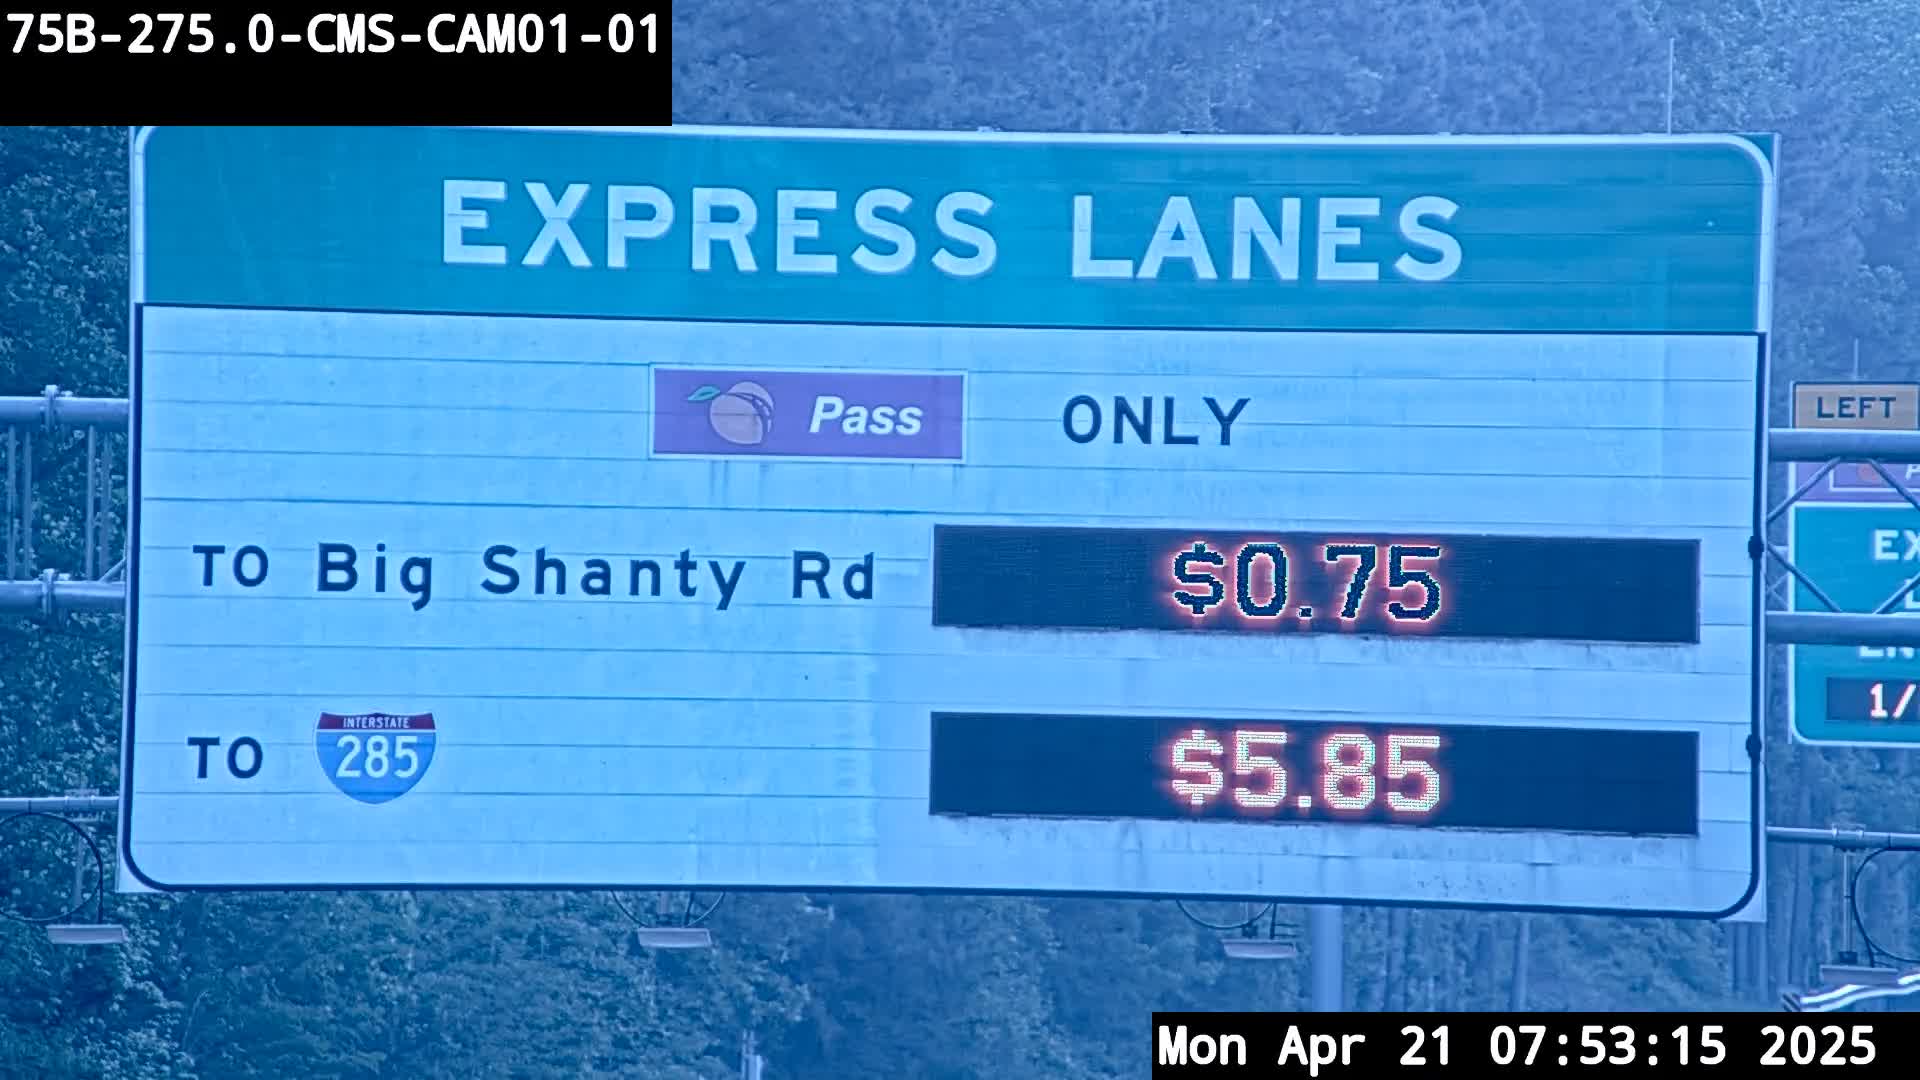 75B-275.0-CMS-CAM01-01
EXPRESS LANES
Pass ONLY
TO Big Shanty Rd $0.75
TO INTERSTATE 285 $5.85
LEFT
1/
Mon Apr 21 07:53:15 2025